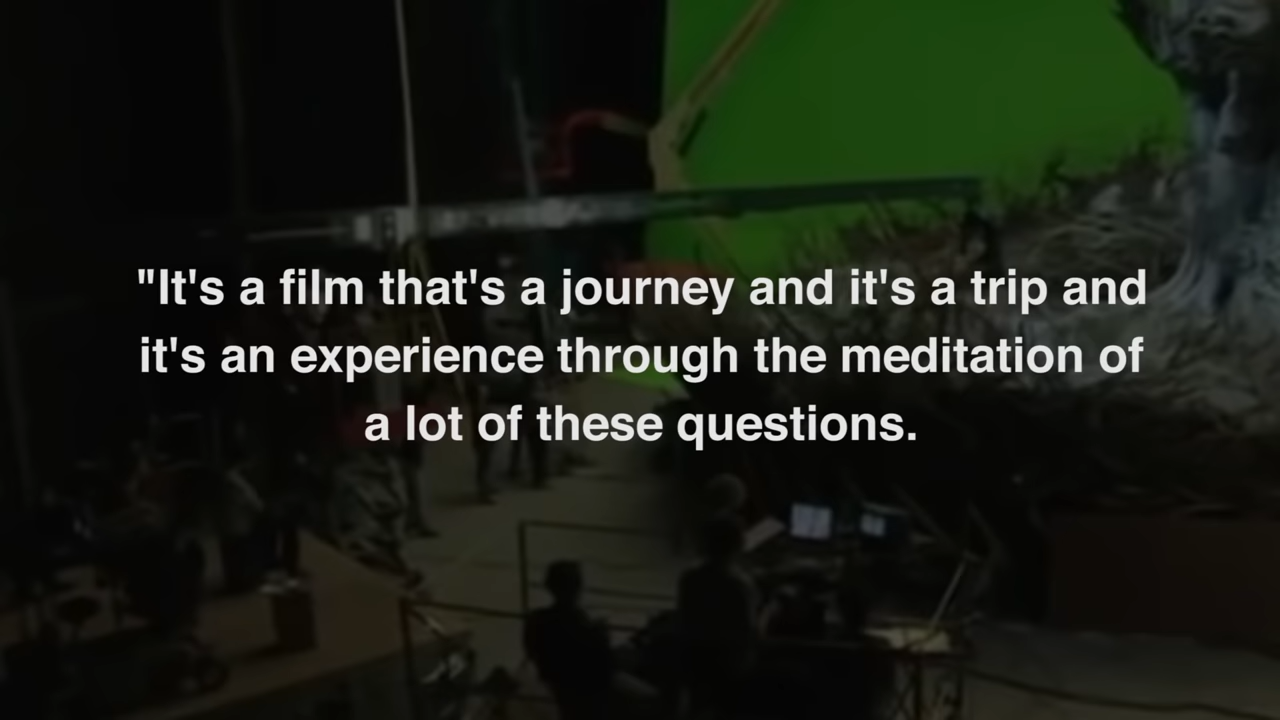 "It's a film that's a journey and it's a trip and
it's an experience through the meditation of
a lot of these questions.